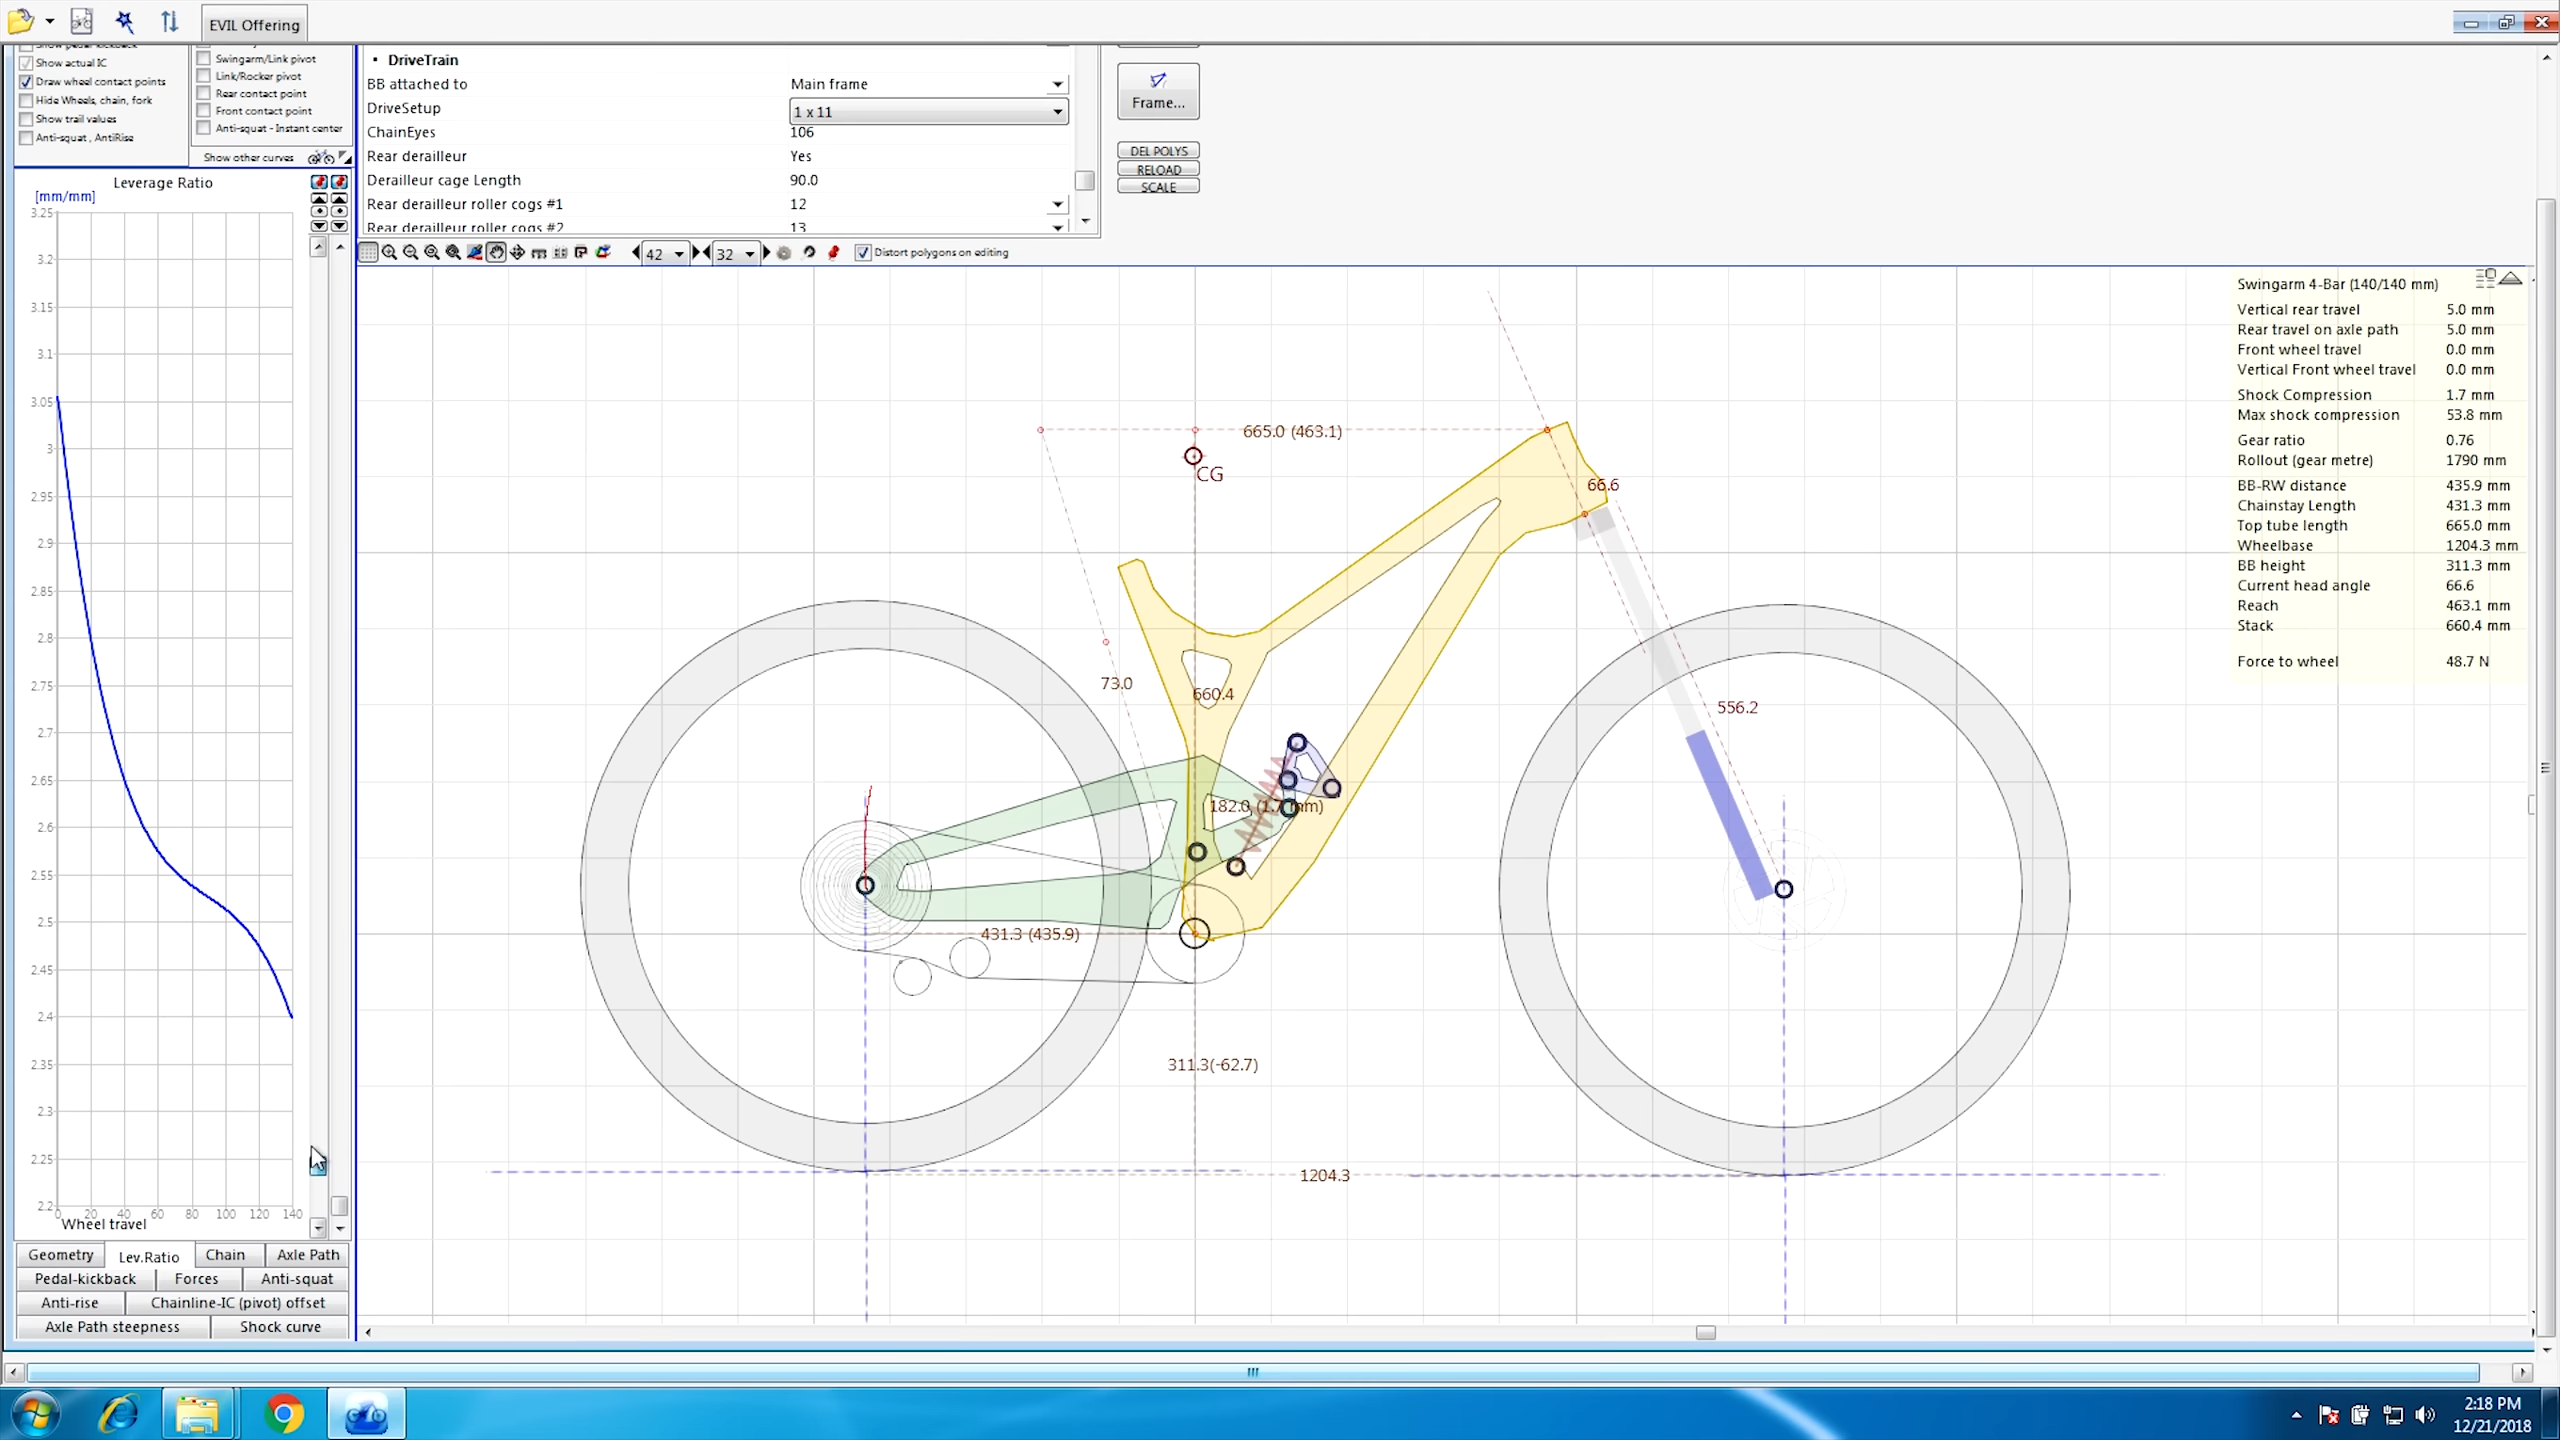 EVIL Offering
Show pedal kickback
Show actual IC
Draw wheel contact points
Hide Wheels, chain, fork
Show trail values
Anti-squat , AntiRise
Swingarm/Link pivot
Link/Rocker pivot
Rear contact point
Front contact point
Anti-squat - Instant center
Show other curves
DriveTrain
BB attached to Main frame
DriveSetup 1 x 11
ChainEyes 106
Rear derailleur Yes
Derailleur cage Length 90.0
Rear derailleur roller cogs #1 12
Rear derailleur roller cogs #2 13
Frame...
DEL POLYS
RELOAD
SCALE
42
32
Distort polygons on editing
Leverage Ratio
[mm/mm]
3.25
3.2
3.15
3.1
3.05
3
2.95
2.9
2.85
2.8
2.75
2.7
2.65
2.6
2.55
2.5
2.45
2.4
2.35
2.3
2.25
2.2
0 20 40 60 80 100 120 140
Wheel travel
Geometry Lev.Ratio Chain Axle Path
Pedal-kickback Forces Anti-squat
Anti-rise Chainline-IC (pivot) offset
Axle Path steepness Shock curve
665.0 (463.1)
CG
66.6
73.0
660.4
556.2
182.0 (1.7 mm)
431.3 (435.9)
311.3(-62.7)
1204.3
Swingarm 4-Bar (140/140 mm)
Vertical rear travel 5.0 mm
Rear travel on axle path 5.0 mm
Front wheel travel 0.0 mm
Vertical Front wheel travel 0.0 mm
Shock Compression 1.7 mm
Max shock compression 53.8 mm
Gear ratio 0.76
Rollout (gear metre) 1790 mm
BB-RW distance 435.9 mm
Chainstay Length 431.3 mm
Top tube length 665.0 mm
Wheelbase 1204.3 mm
BB height 311.3 mm
Current head angle 66.6
Reach 463.1 mm
Stack 660.4 mm
Force to wheel 48.7 N
2:18 PM
12/21/2018